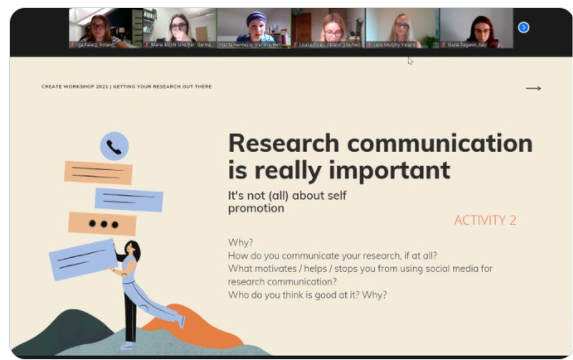 CREATE WORKSHOP 2021 | GETTING YOUR RESEARCH OUT THERE
Research communication
is really important
It's not (all) about self
promotion
ACTIVITY 2
Why?
How do you communicate your research, if at all?
What motivates / helps / stops you from using social media for
research communication?
Who do you think is good at it? Why?